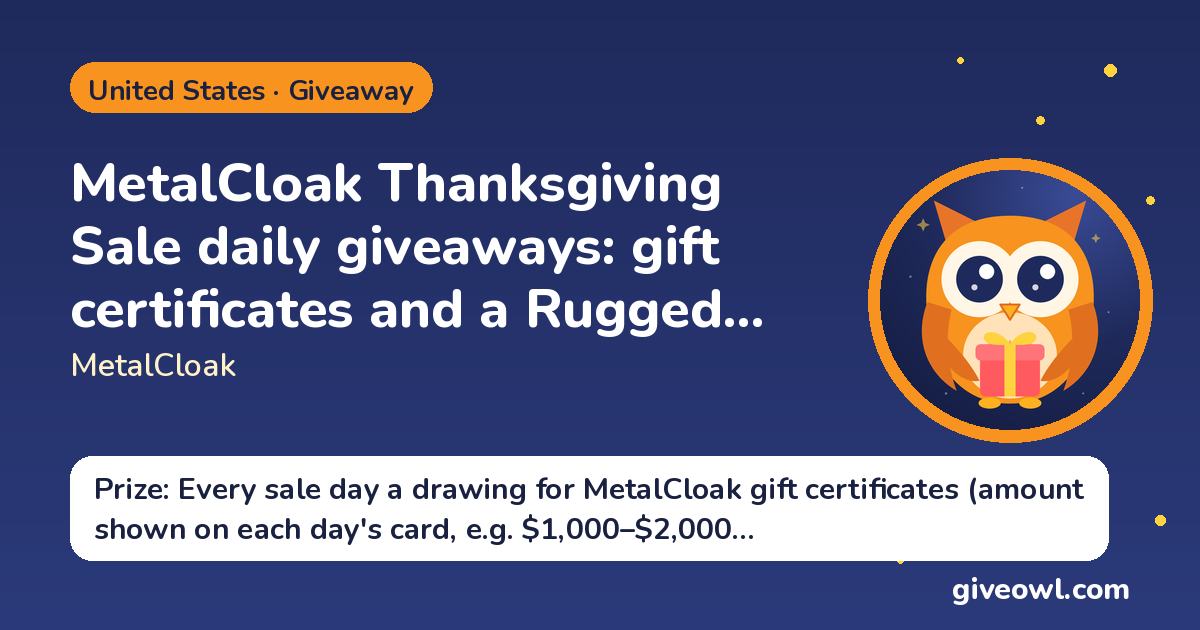 United States · Giveaway
MetalCloak Thanksgiving
Sale daily giveaways: gift
certificates and a Rugged...
MetalCloak
Prize: Every sale day a drawing for MetalCloak gift certificates (amount
shown on each day's card, e.g. $1,000–$2,000...
giveowl.com